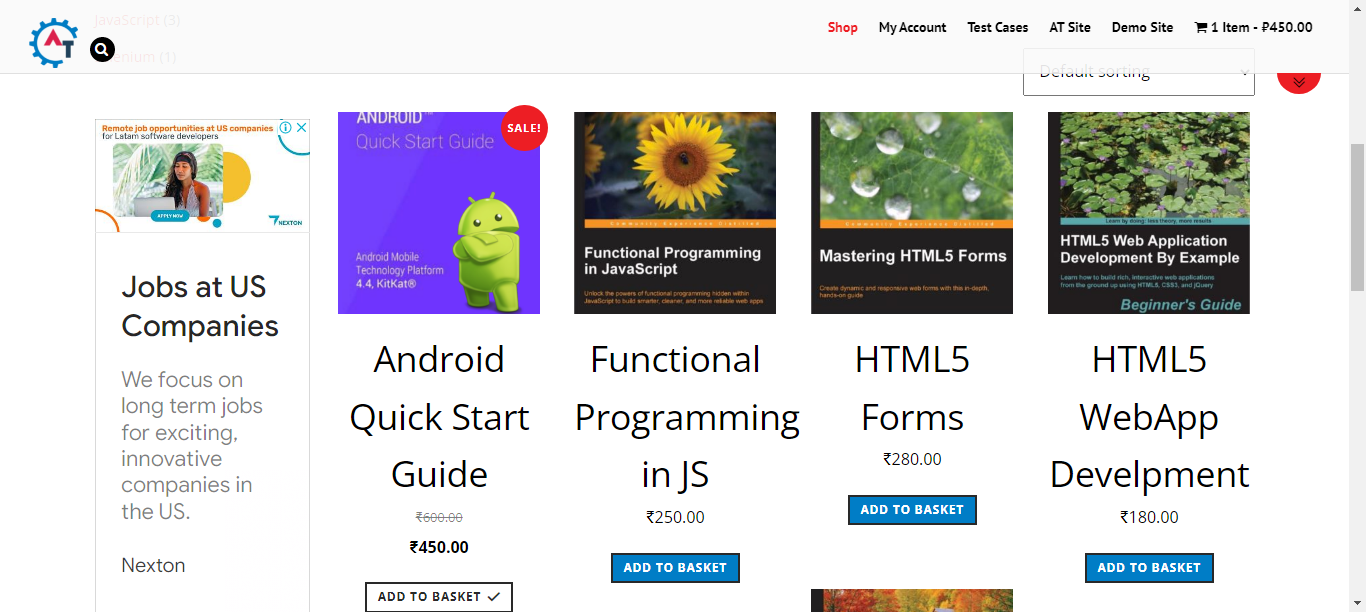 JavaScript (3)
AT
Shop
My Account
Test Cases
AT Site
Demo Site
1 Item - ₽450.00
enium (1)
Default sorting
Remote job opportunities at US companies
for Latam software developers
APPLY NOW
NEXTON
Jobs at US
Companies
We focus on
long term jobs
for exciting,
innovative
companies in
the US.
Nexton
ANDROID™
Quick Start Guide
Android Mobile
Technology Platform
4.4, KitKat®
SALE!
Android
Quick Start
Guide
₹600.00
₹450.00
ADD TO BASKET
Community Experience Distilled
Functional Programming
in JavaScript
Unlock the powers of functional programming hidden within
JavaScript to build smarter, cleaner, and more reliable web apps
Functional
Programming
in JS
₹250.00
ADD TO BASKET
Community Experience Distilled
Mastering HTML5 Forms
Create dynamic and responsive web forms with this in-depth,
hands-on guide
HTML5
Forms
₹280.00
ADD TO BASKET
Learn by doing: less theory, more results
HTML5 Web Application
Development By Example
Learn how to build rich, interactive web applications
from the ground up using HTML5, CSS3, and jQuery
Beginner's Guide
HTML5
WebApp
Develpment
₹180.00
ADD TO BASKET